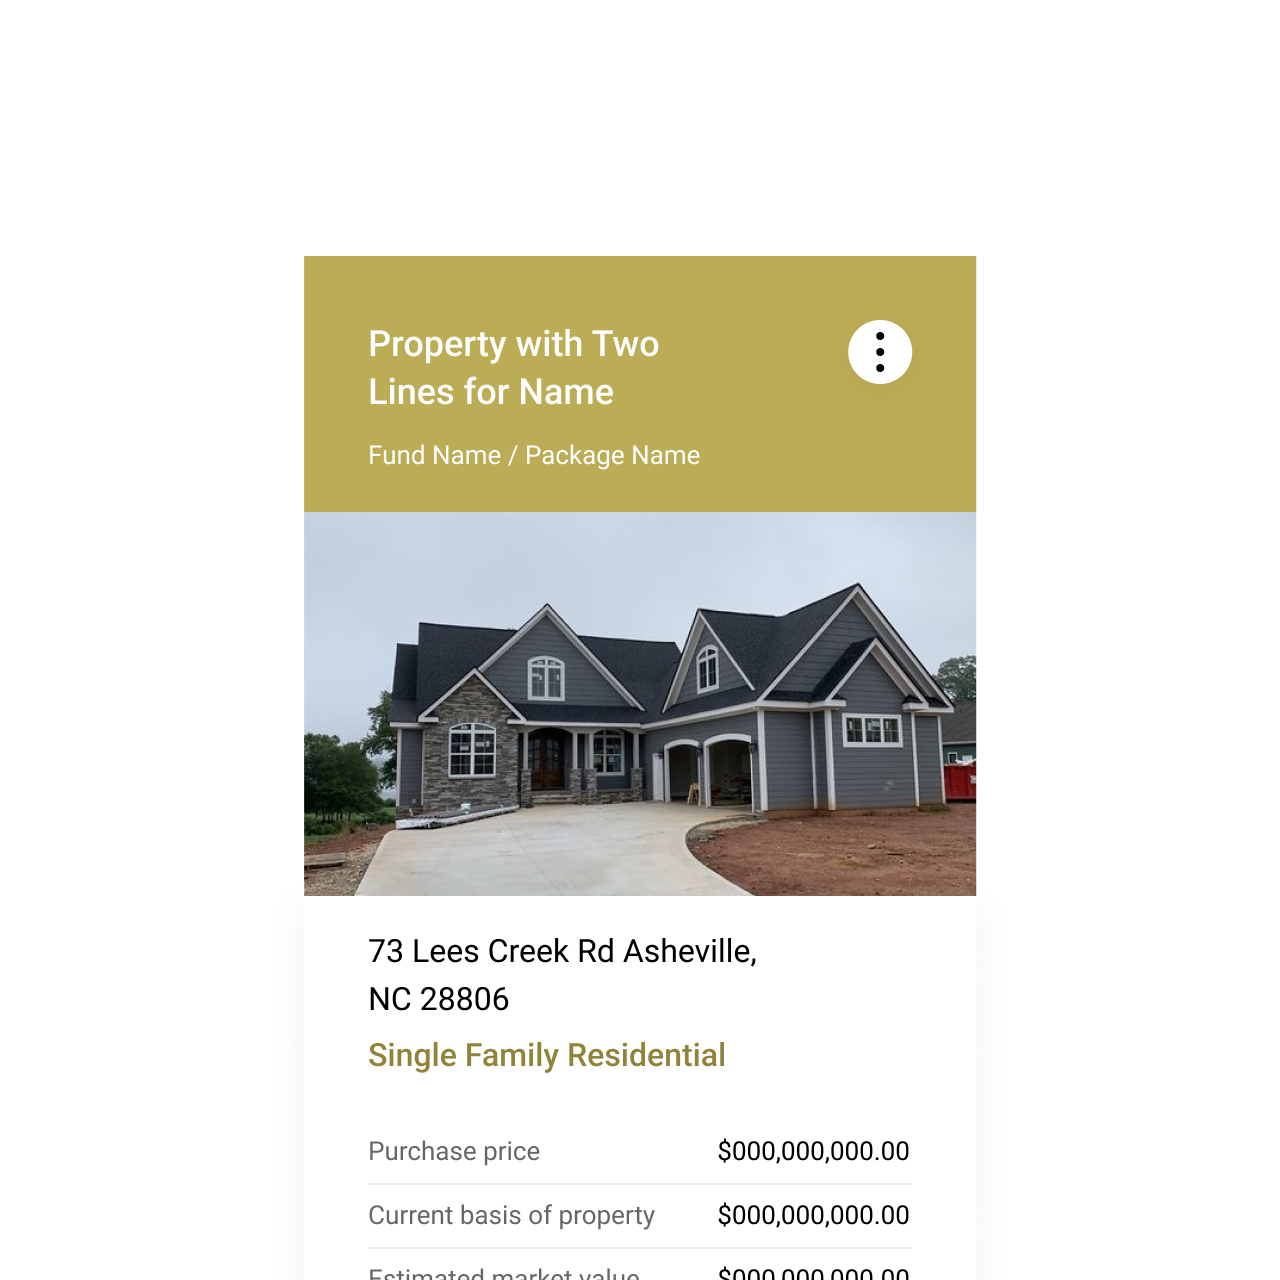 Property with Two
Lines for Name
Fund Name / Package Name
73 Lees Creek Rd Asheville,
NC 28806
Single Family Residential
Purchase price $000,000,000.00
Current basis of property $000,000,000.00
Estimated market value $000,000,000.00